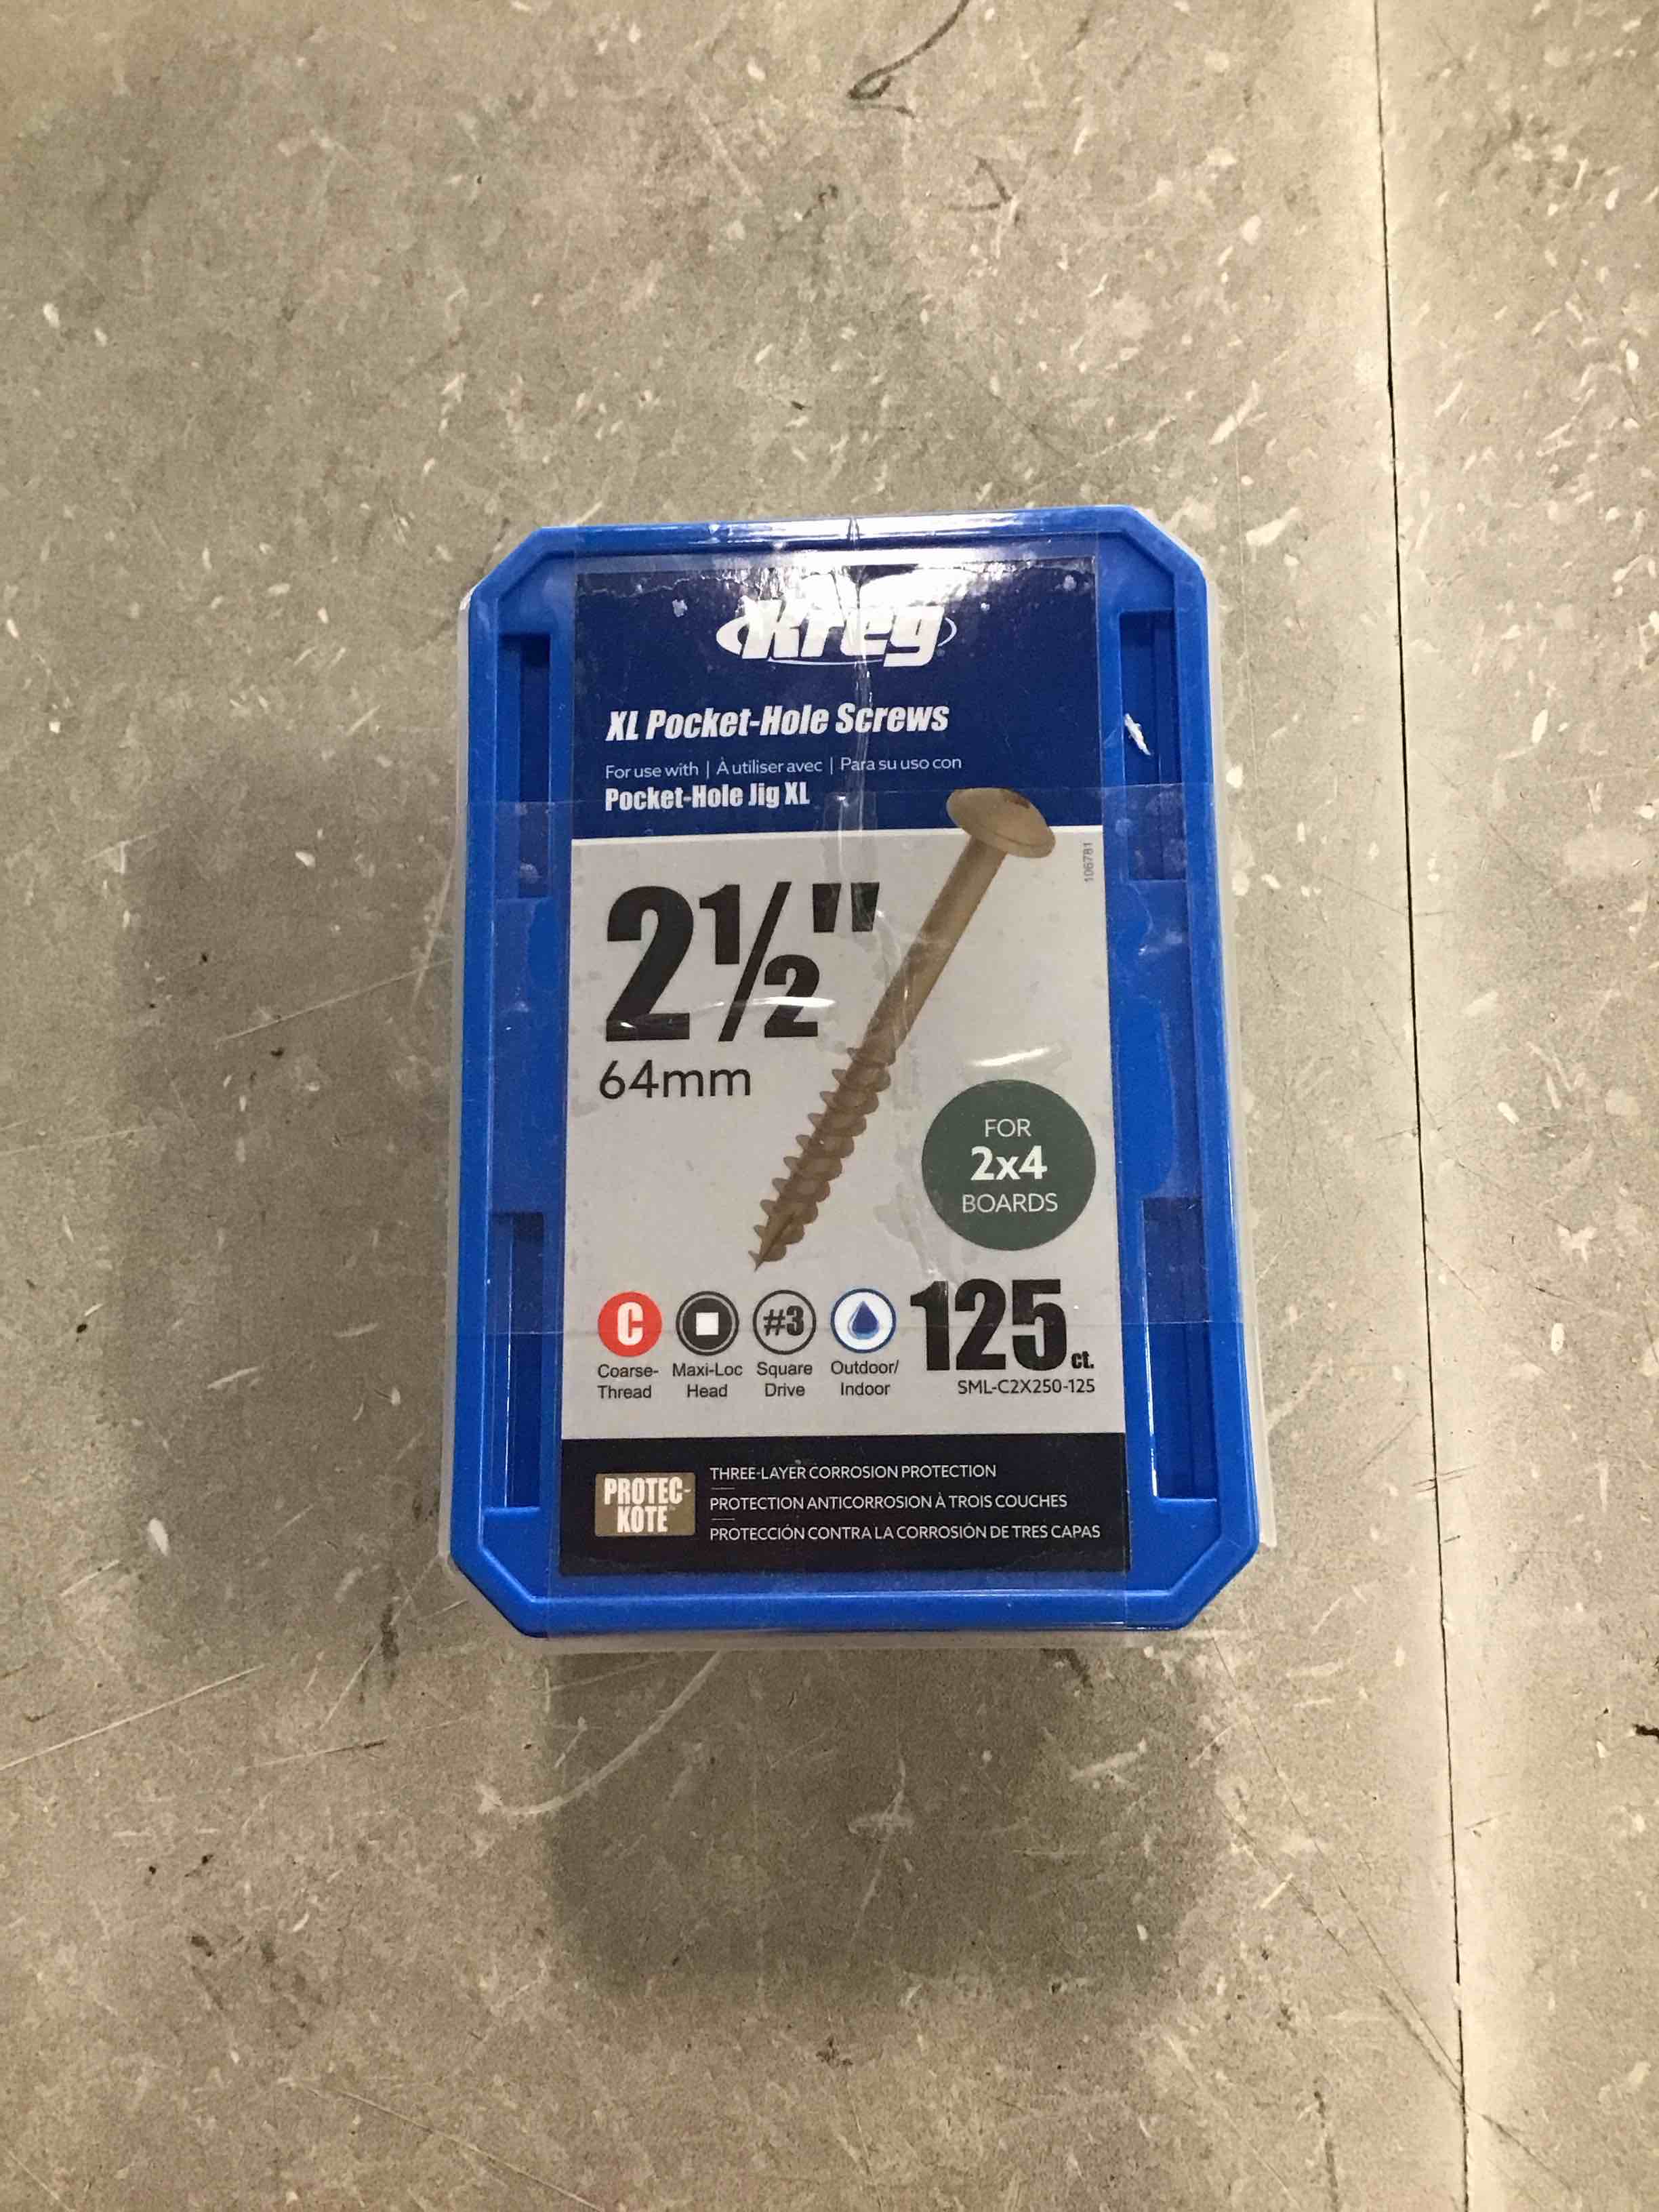 Kreg
XL Pocket-Hole Screws
For use with | À utiliser avec | Para su uso con
Pocket-Hole Jig XL
106781
2½"
64mm
FOR
2x4
BOARDS
C
#3
Coarse-Thread
Maxi-Loc Head
Square Drive
Outdoor/Indoor
125 ct.
SML-C2X250-125
PROTEC-KOTE™
THREE-LAYER CORROSION PROTECTION
PROTECTION ANTICORROSION À TROIS COUCHES
PROTECCIÓN CONTRA LA CORROSIÓN DE TRES CAPAS